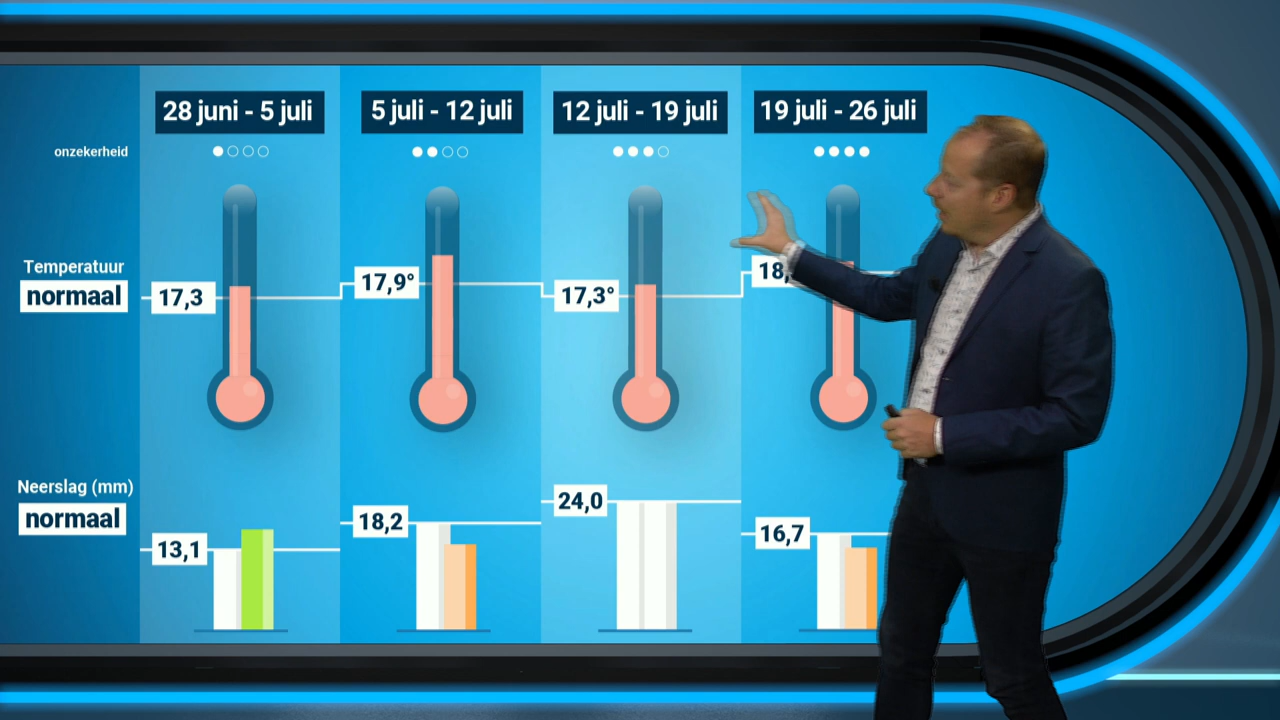 28 juni - 5 juli
5 juli - 12 juli
12 juli - 19 juli
19 juli - 26 juli
onzekerheid
Temperatuur
normaal
17,3
17,9°
17,3°
18,
Neerslag (mm)
normaal
13,1
18,2
24,0
16,7